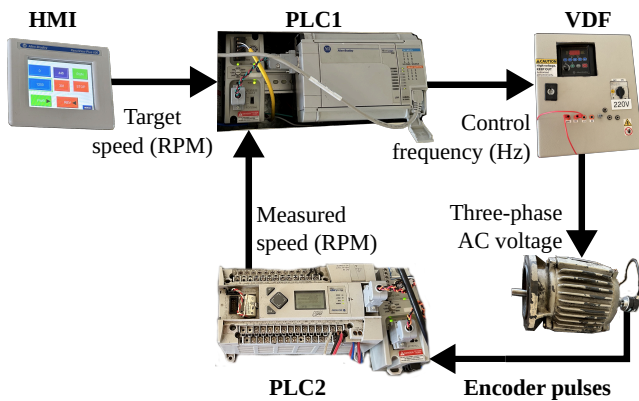 HMI
PLC1
VDF
Target
speed (RPM)
Control
frequency (Hz)
CAUTION
220V
Measured
speed (RPM)
Three-phase
AC voltage
PLC2
Encoder pulses